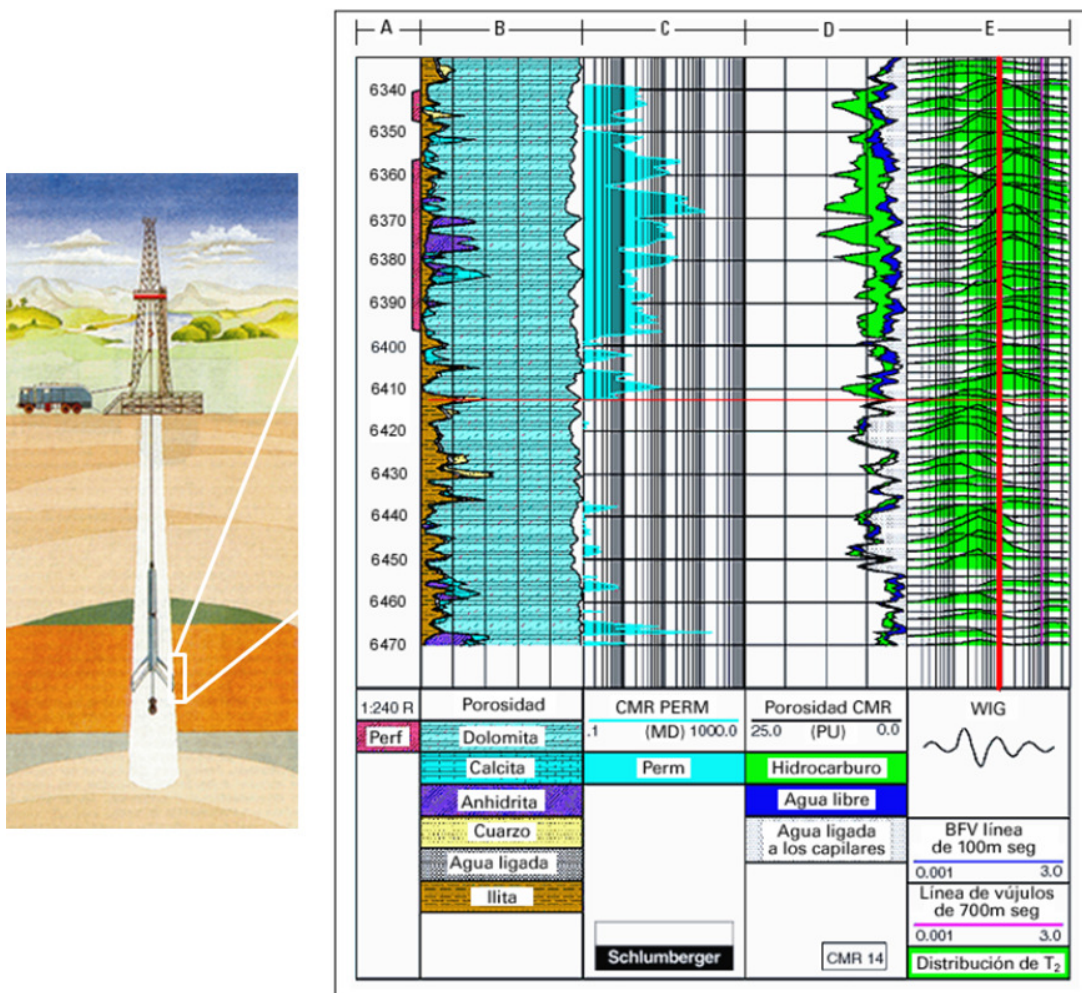 A B C D E
6340
6350
6360
6370
6380
6390
6400
6410
6420
6430
6440
6450
6460
6470
1:240 R
Perf
Porosidad
Dolomita
Calcita
Anhidrita
Cuarzo
Agua ligada
Ilita
CMR PERM
.1 (MD) 1000.0
Perm
Schlumberger
Porosidad CMR
25.0 (PU) 0.0
Hidrocarburo
Agua libre
Agua ligada
a los capilares
CMR 14
WIG
BFV línea
de 100m seg
0.001 3.0
Línea de vújulos
de 700m seg
0.001 3.0
Distribución de T₂